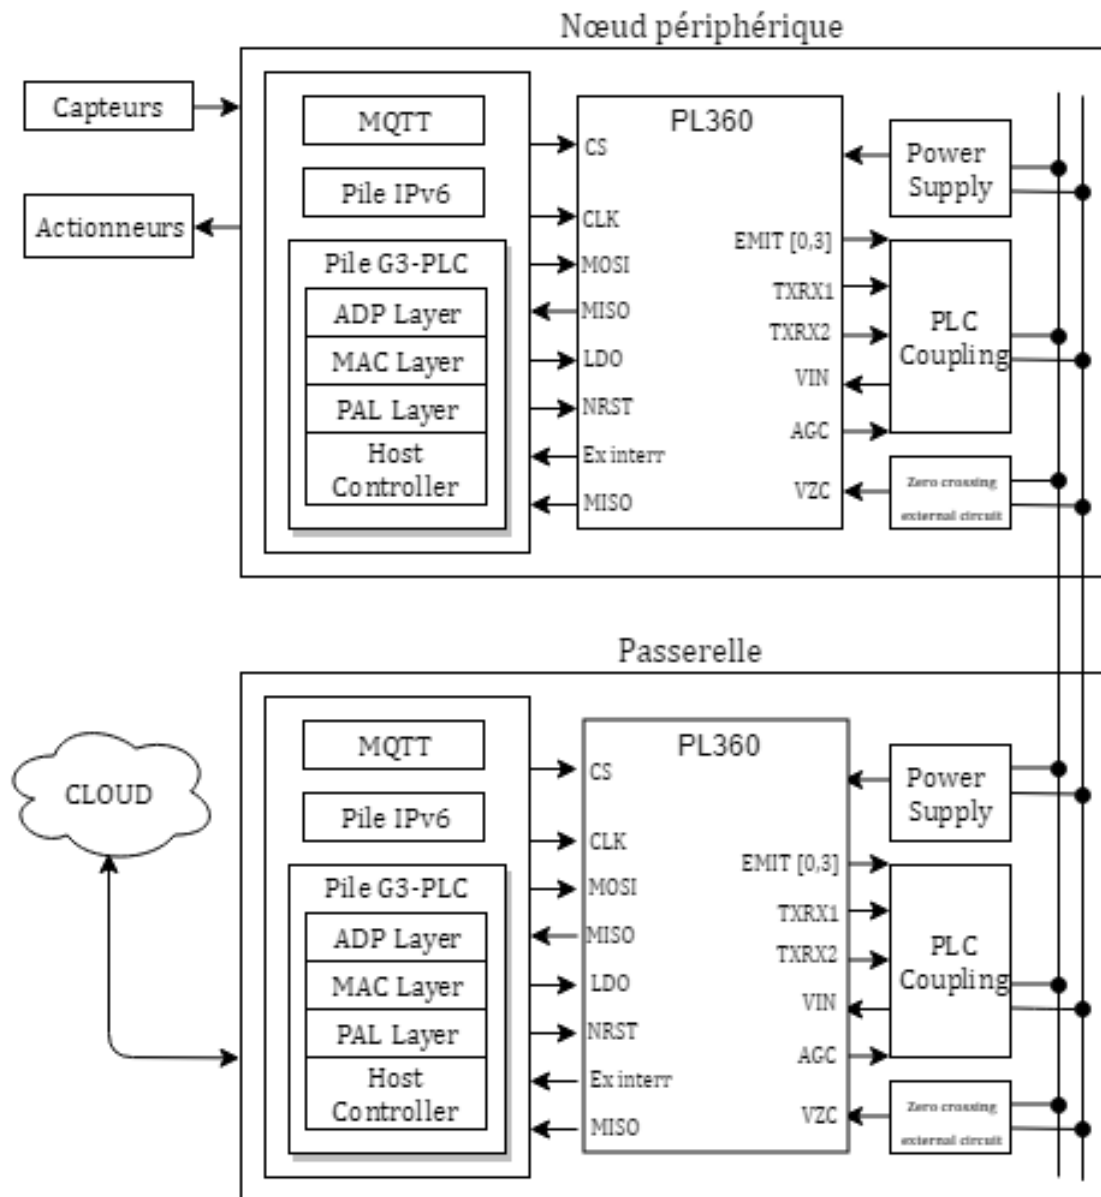 Nœud périphérique
Capteurs
Actionneurs
MQTT
Pile IPv6
Pile G3-PLC
ADP Layer
MAC Layer
PAL Layer
Host
Controller
PL360
CS
CLK
MOSI
MISO
LDO
NRST
Ex interr
MISO
EMIT [0,3]
TXRX1
TXRX2
VIN
AGC
VZC
Power
Supply
PLC
Coupling
Zero crossing
external circuit
Passerelle
CLOUD
MQTT
Pile IPv6
Pile G3-PLC
ADP Layer
MAC Layer
PAL Layer
Host
Controller
PL360
CS
CLK
MOSI
MISO
LDO
NRST
Ex interr
MISO
EMIT [0,3]
TXRX1
TXRX2
VIN
AGC
VZC
Power
Supply
PLC
Coupling
Zero crossing
external circuit